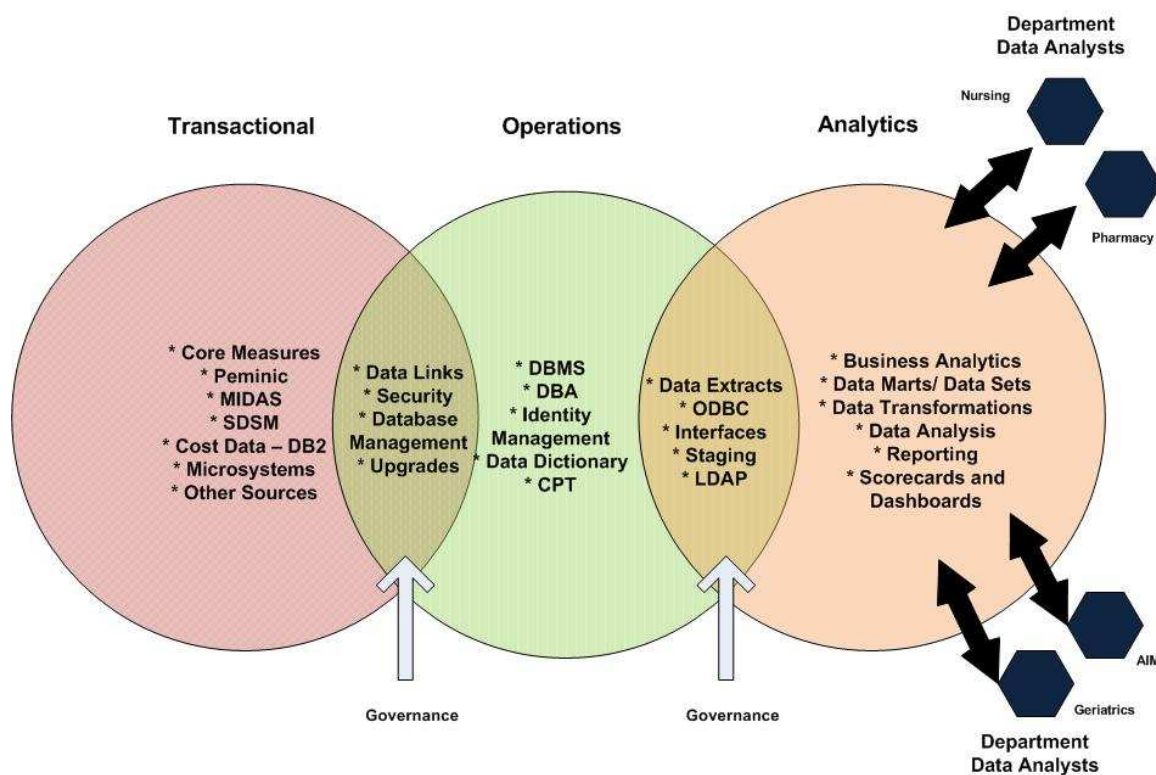 Department
Data Analysts
Nursing
Pharmacy
Transactional
Operations
Analytics
* Core Measures
* Peminic
* MIDAS
* SDSM
* Cost Data – DB2
* Microsystems
* Other Sources
* Data Links
* Security
* Database
Management
* Upgrades
* DBMS
* DBA
* Identity
Management
* Data Dictionary
* CPT
* Data Extracts
* ODBC
* Interfaces
* Staging
* LDAP
* Business Analytics
* Data Marts/ Data Sets
* Data Transformations
* Data Analysis
* Reporting
* Scorecards and
Dashboards
Governance
Governance
AIM
Geriatrics
Department
Data Analysts